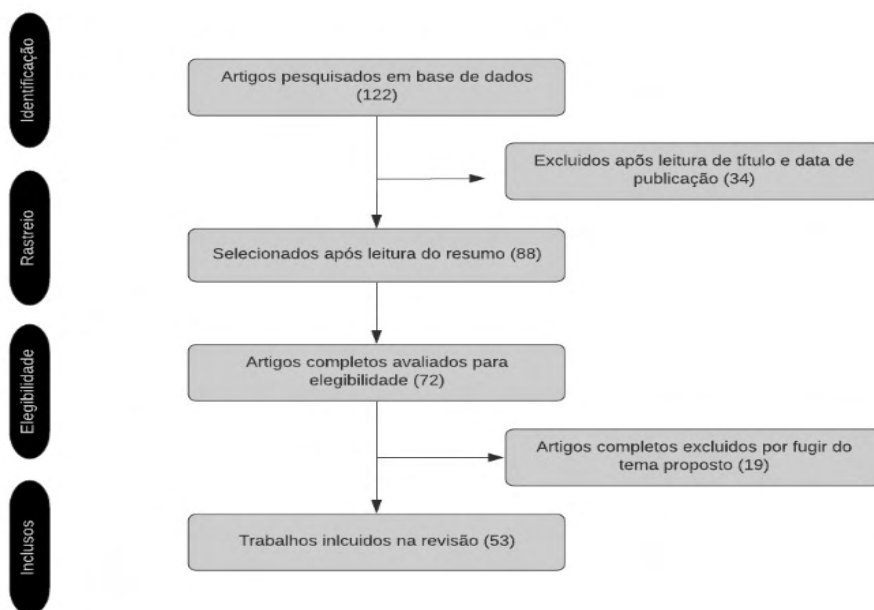 Identificação
Artigos pesquisados em base de dados
(122)
Excluidos apõs leitura de título e data de
publicação (34)
Rastreio
Selecionados após leitura do resumo (88)
Elegibilidade
Artigos completos avaliados para
elegibilidade (72)
Artigos completos excluidos por fugir do
tema proposto (19)
Inclusos
Trabalhos inlcuidos na revisão (53)